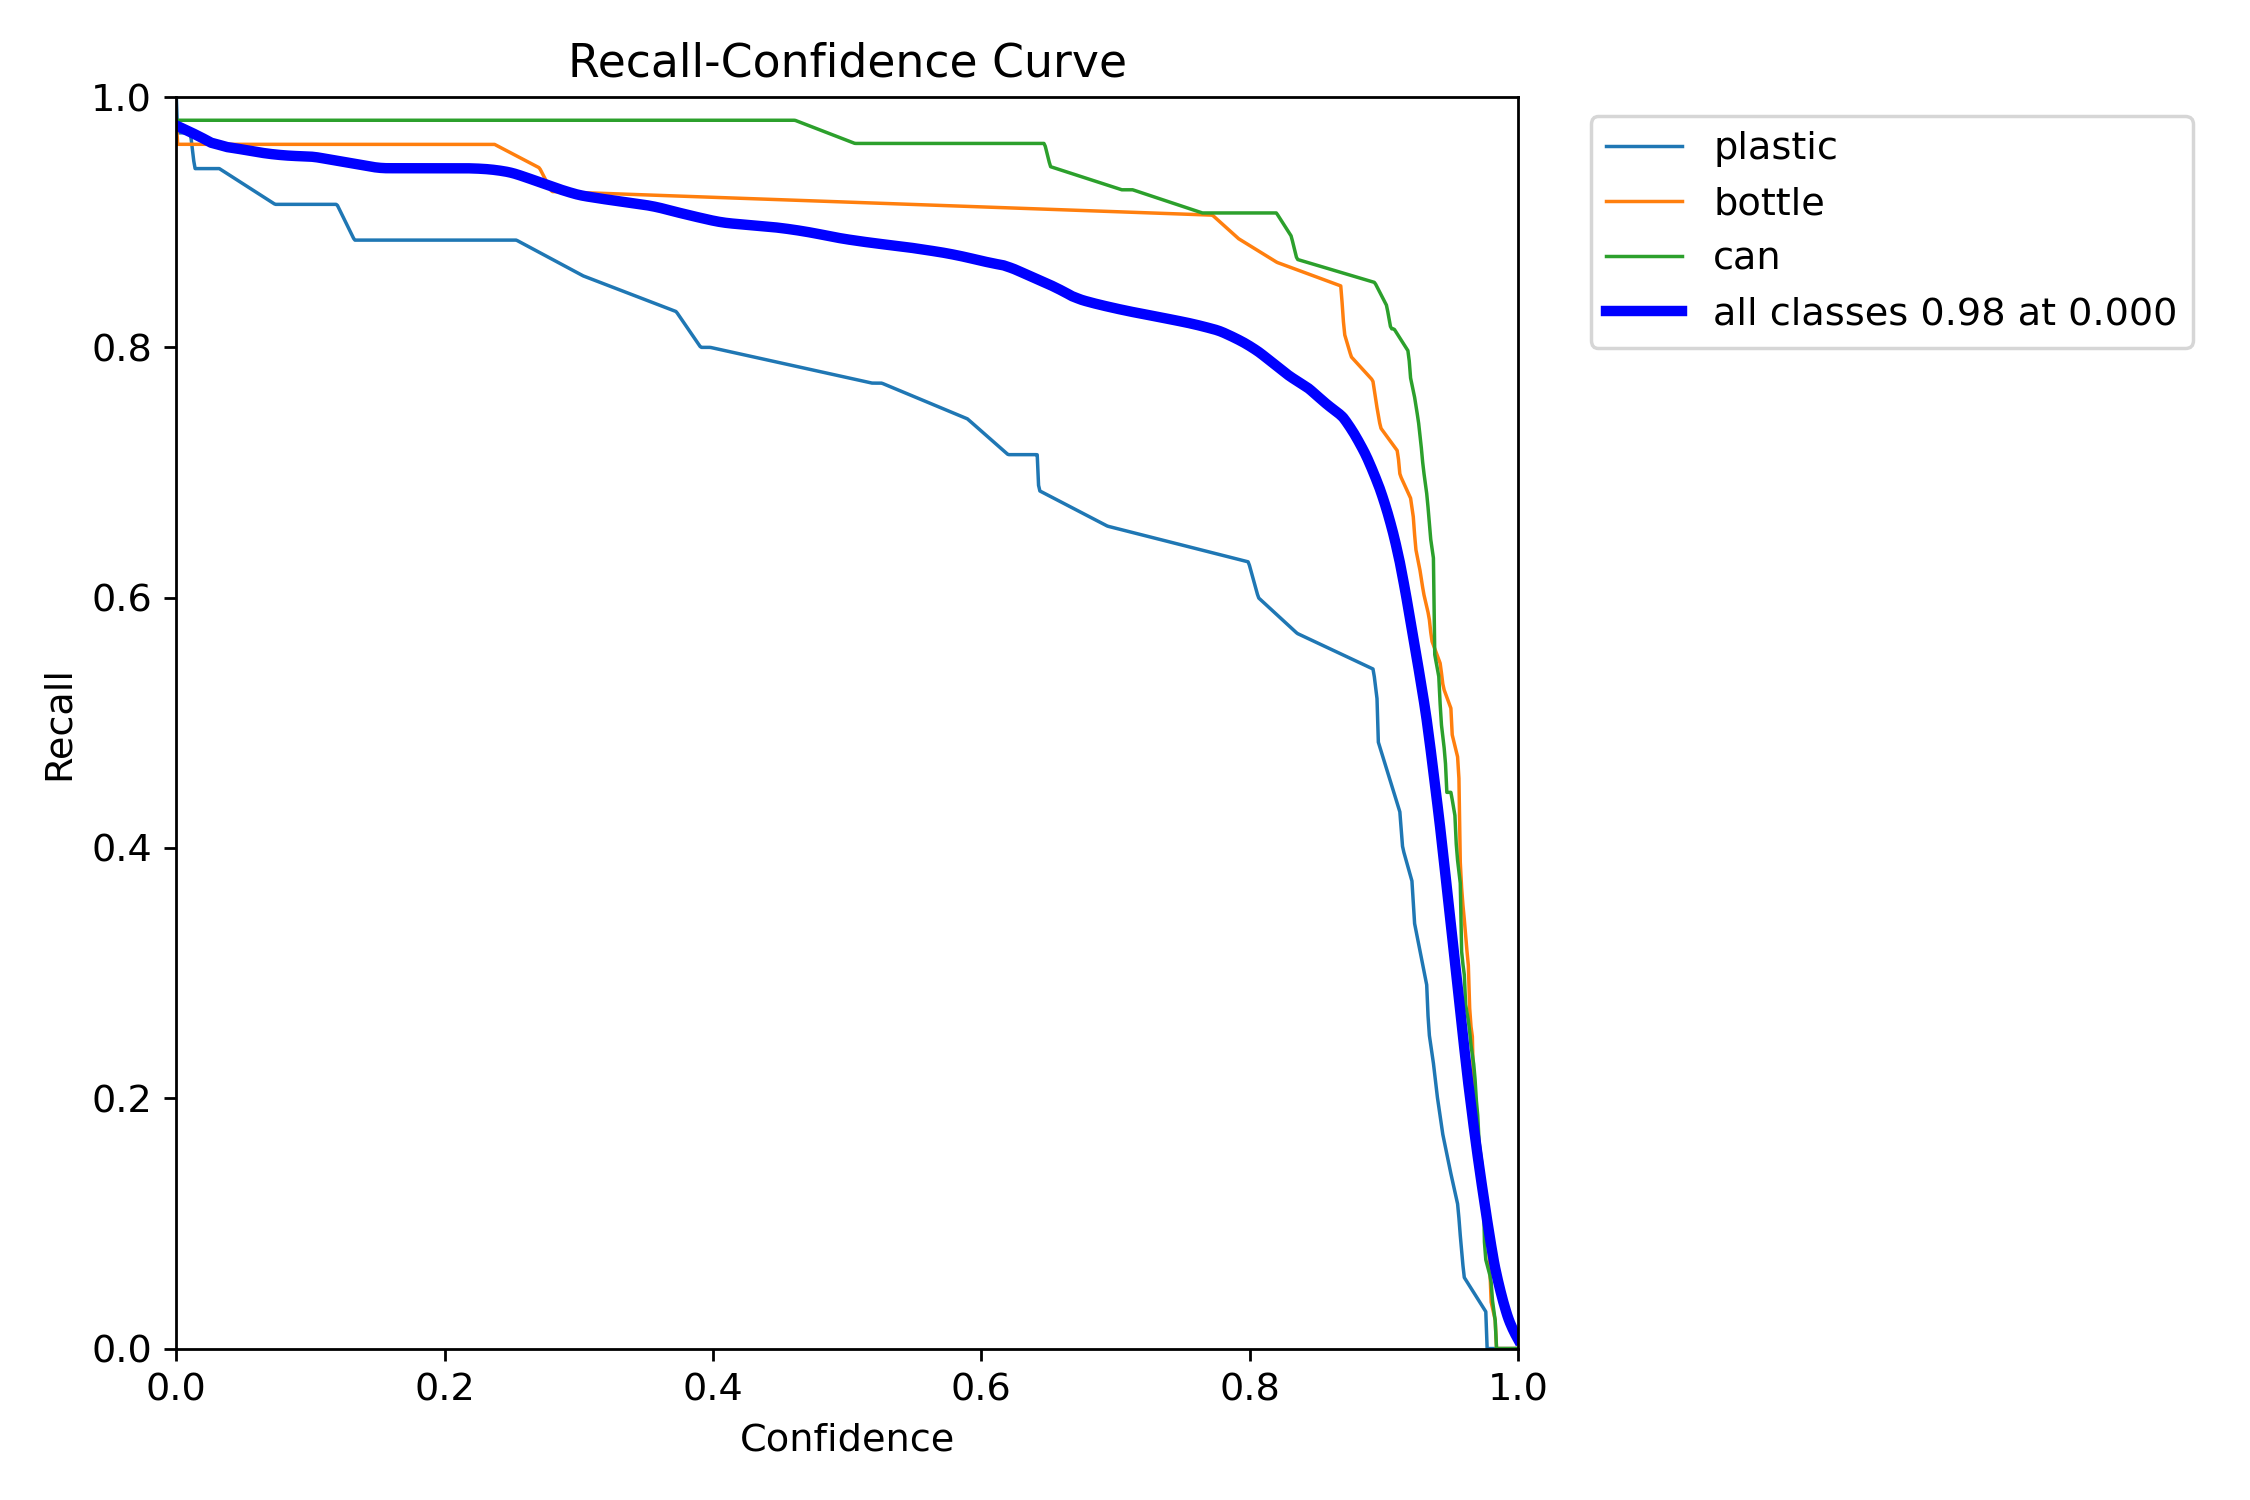 Recall-Confidence Curve
1.0
0.8
0.6
0.4
0.2
0.0
Recall
0.0 0.2 0.4 0.6 0.8 1.0
Confidence
plastic
bottle
can
all classes 0.98 at 0.000